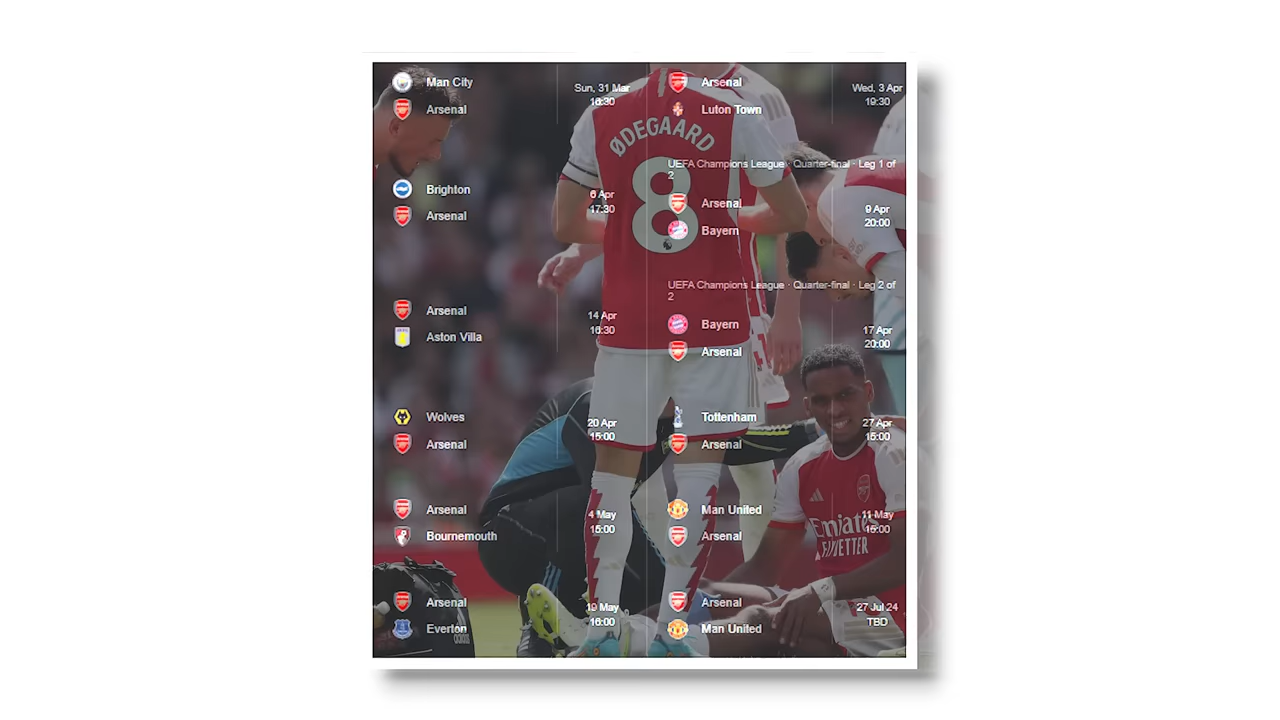 Man City
Arsenal
Sun, 31 Mar
16:30
Arsenal
Luton Town
Wed, 3 Apr
19:30
Brighton
Arsenal
6 Apr
17:30
UEFA Champions League · Quarter-final · Leg 1 of
2
Arsenal
Bayern
9 Apr
20:00
Arsenal
Aston Villa
14 Apr
16:30
UEFA Champions League · Quarter-final · Leg 2 of
2
Bayern
Arsenal
17 Apr
20:00
Wolves
Arsenal
20 Apr
15:00
Tottenham
Arsenal
27 Apr
15:00
Arsenal
Bournemouth
4 May
15:00
Man United
Arsenal
11 May
15:00
Arsenal
Everton
19 May
16:00
Arsenal
Man United
27 Jul 24
TBD
ØDEGAARD
8
Emirates
adidas